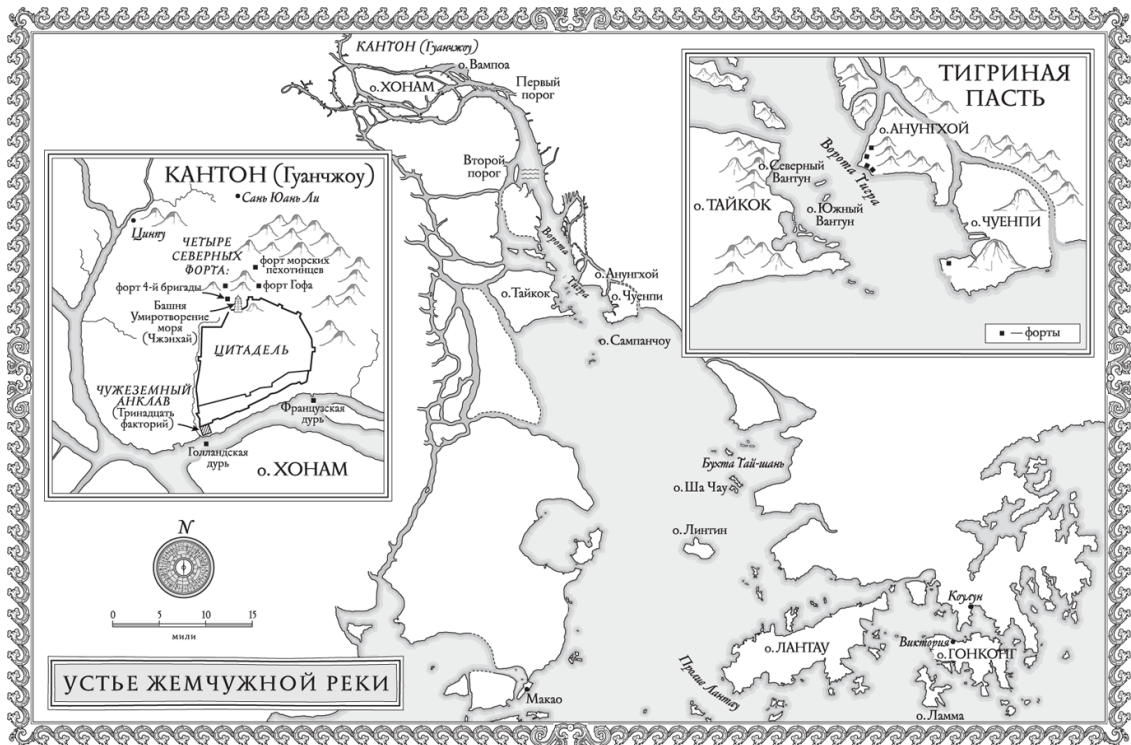 КАНТОН (Гуанчжоу)
о. Вампоа
о. ХОНАМ
Первый
порог
Второй
порог
Ворота
Тигра
о. Анунгхой
о. Тайкок
о. Чуенпи
о. Сампанчоу
Бухта Тай-шань
о. Ша Чау
о. Линтин
Коулун
Виктория
о. ГОНКОНГ
о. ЛАНТАУ
о. Ламма
Макао
КАНТОН (Гуанчжоу)
Сань Юань Ли
Цинпу
ЧЕТЫРЕ
СЕВЕРНЫХ
ФОРТА:
форт морских
пехотинцев
форт 4-й бригады
форт Гофа
Башня
Умиротворение
моря
(Чжэнхай)
ЦИТАДЕЛЬ
ЧУЖЕЗЕМНЫЙ
АНКЛАВ
(Тринадцать
факторий)
Французская
дурь
Голландская
дурь
о. ХОНАМ
ТИГРИНАЯ
ПАСТЬ
о. АНУНГХОЙ
Ворота Тигра
о. Северный
Вантун
о. ТАЙКОК
о. Южный
Вантун
о. ЧУЕНПИ
— форты
N
0 5 10 15
мили
УСТЬЕ ЖЕМЧУЖНОЙ РЕКИ